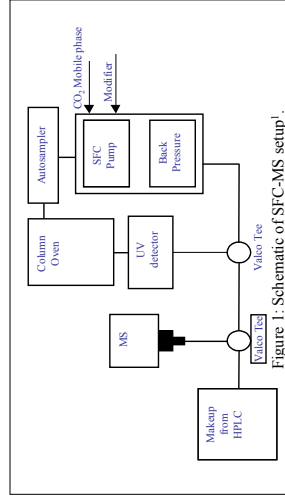 CO2 Mobile phase
Modifier
Autosampler
SFC
Pump
Back
Pressure
Column
Oven
UV
detector
Valco Tee
MS
Valco Tee
Makeup
from
HPLC
Figure 1: Schematic of SFC-MS setup1.